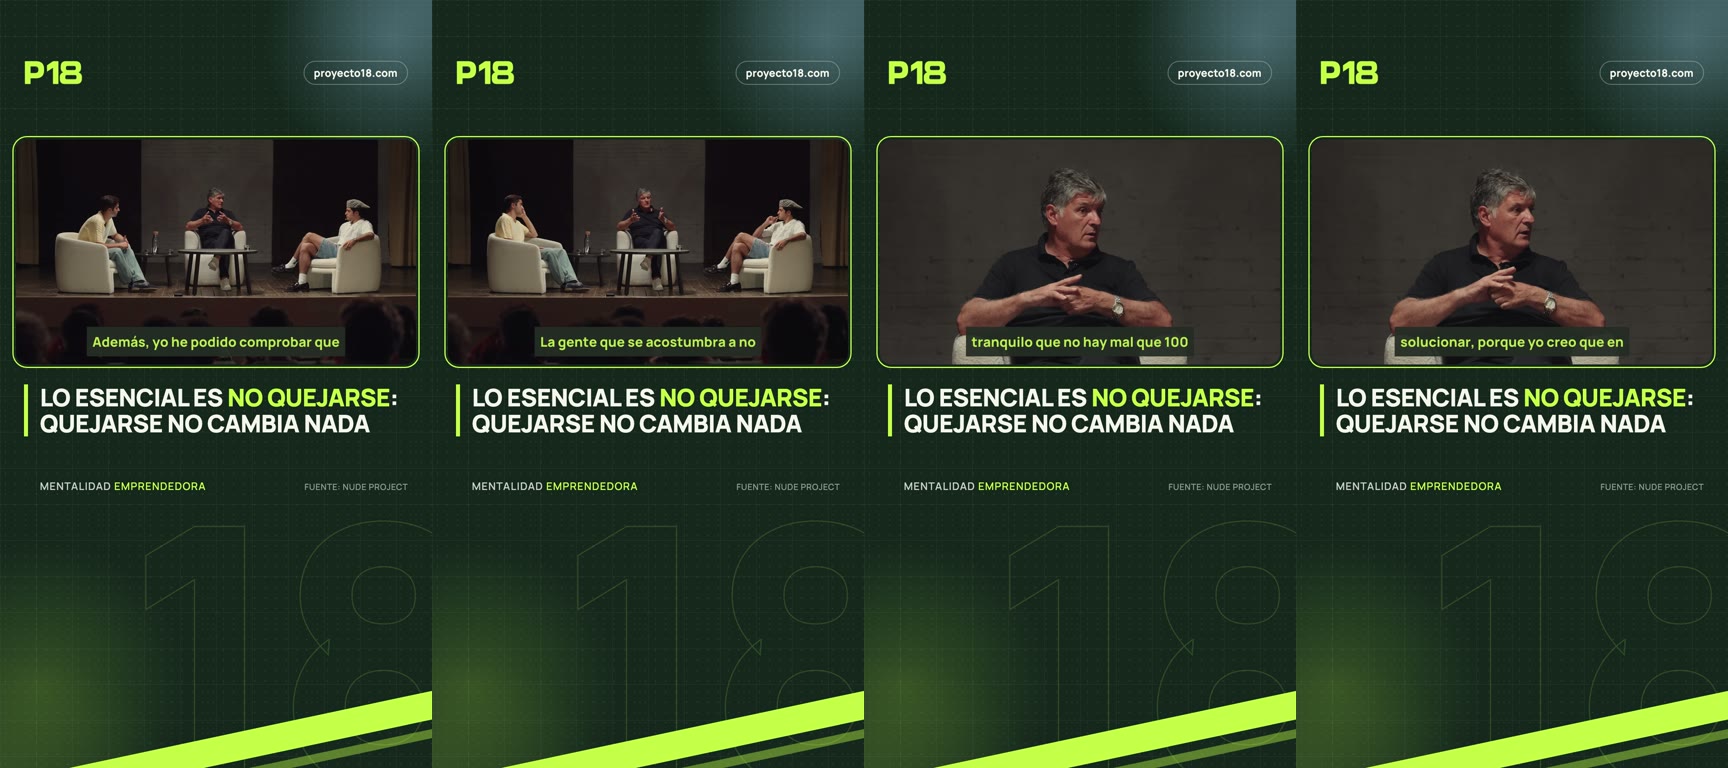 P18
proyecto18.com
Además, yo he podido comprobar que
LO ESENCIAL ES NO QUEJARSE:
QUEJARSE NO CAMBIA NADA
MENTALIDAD EMPRENDEDORA
FUENTE: NUDE PROJECT
18
P18
proyecto18.com
La gente que se acostumbra a no
LO ESENCIAL ES NO QUEJARSE:
QUEJARSE NO CAMBIA NADA
MENTALIDAD EMPRENDEDORA
FUENTE: NUDE PROJECT
18
P18
proyecto18.com
tranquilo que no hay mal que 100
LO ESENCIAL ES NO QUEJARSE:
QUEJARSE NO CAMBIA NADA
MENTALIDAD EMPRENDEDORA
FUENTE: NUDE PROJECT
18
P18
proyecto18.com
solucionar, porque yo creo que en
LO ESENCIAL ES NO QUEJARSE:
QUEJARSE NO CAMBIA NADA
MENTALIDAD EMPRENDEDORA
FUENTE: NUDE PROJECT
18